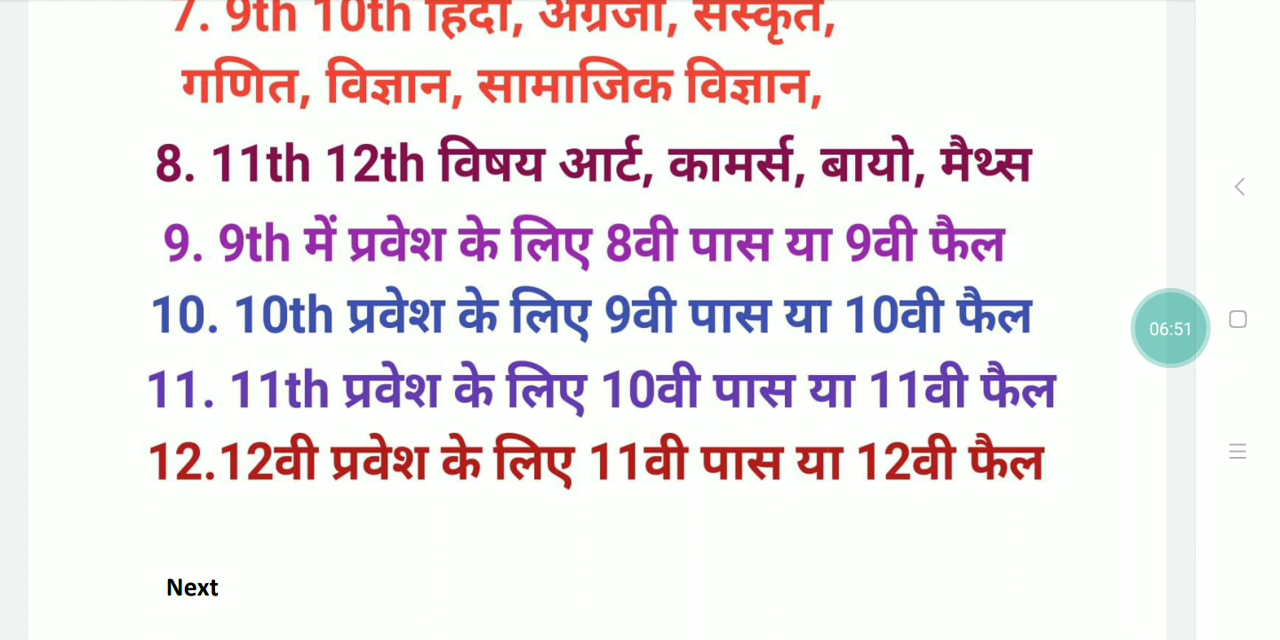 7. 9th 10th हिंदी, अंग्रेजी, संस्कृत,
गणित, विज्ञान, सामाजिक विज्ञान,
8. 11th 12th विषय आर्ट, कामर्स, बायो, मैथ्स
9. 9th में प्रवेश के लिए 8वी पास या 9वी फैल
10. 10th प्रवेश के लिए 9वी पास या 10वी फैल
06:51
11. 11th प्रवेश के लिए 10वी पास या 11वी फैल
12.12वी प्रवेश के लिए 11वी पास या 12वी फैल
Next